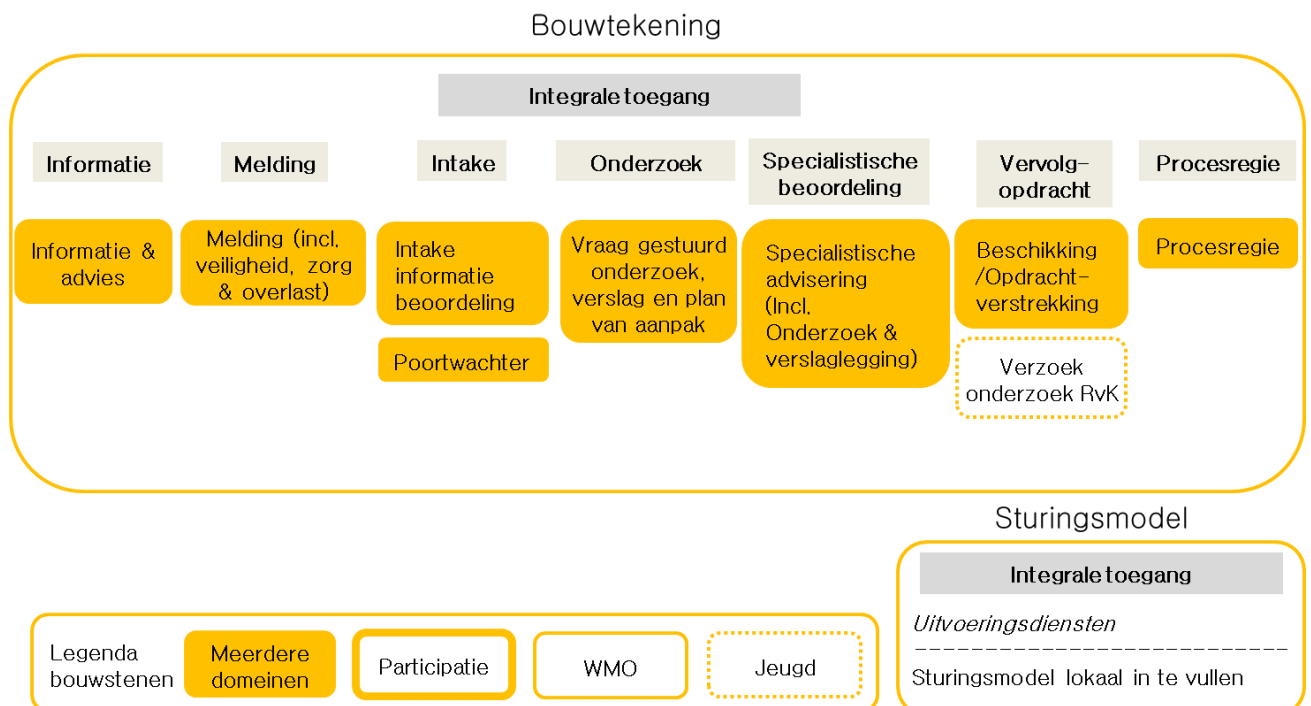 Bouwtekening
Integrale toegang
Informatie
Melding
Intake
Onderzoek
Specialistische
beoordeling
Vervolg-
opdracht
Procesregie
Informatie &
advies
Melding (incl.
veiligheid, zorg
& overlast)
Intake
informatie
beoordeling
Poortwachter
Vraag gestuurd
onderzoek,
verslag en plan
van aanpak
Specialistische
advisering
(Incl.
Onderzoek &
verslaglegging)
Beschikking
/Opdracht-
verstrekking
Verzoek
onderzoek RvK
Procesregie
Sturingsmodel
Integrale toegang
Uitvoeringsdiensten
Sturingsmodel lokaal in te vullen
Legenda
bouwstenen
Meerdere
domeinen
Participatie
WMO
Jeugd